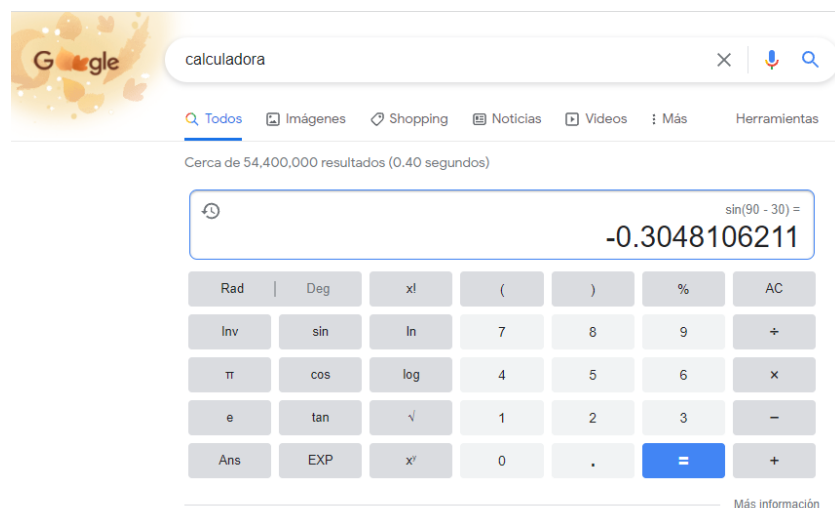 Google
calculadora
Todos Imágenes Shopping Noticias Videos Más Herramientas
Cerca de 54,400,000 resultados (0.40 segundos)
sin(90 - 30) =
-0.3048106211
Rad | Deg x! ( ) % AC
Inv sin ln 7 8 9 ÷
π cos log 4 5 6 ×
e tan √ 1 2 3 −
Ans EXP xʸ 0 . = +
Más información